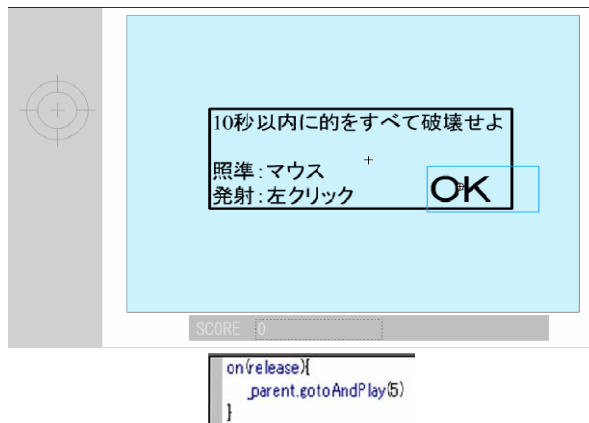 10秒以内に的をすべて破壊せよ
照準:マウス
発射:左クリック
OK
SCORE 0
on(release){
_parent.gotoAndPlay(5)
}